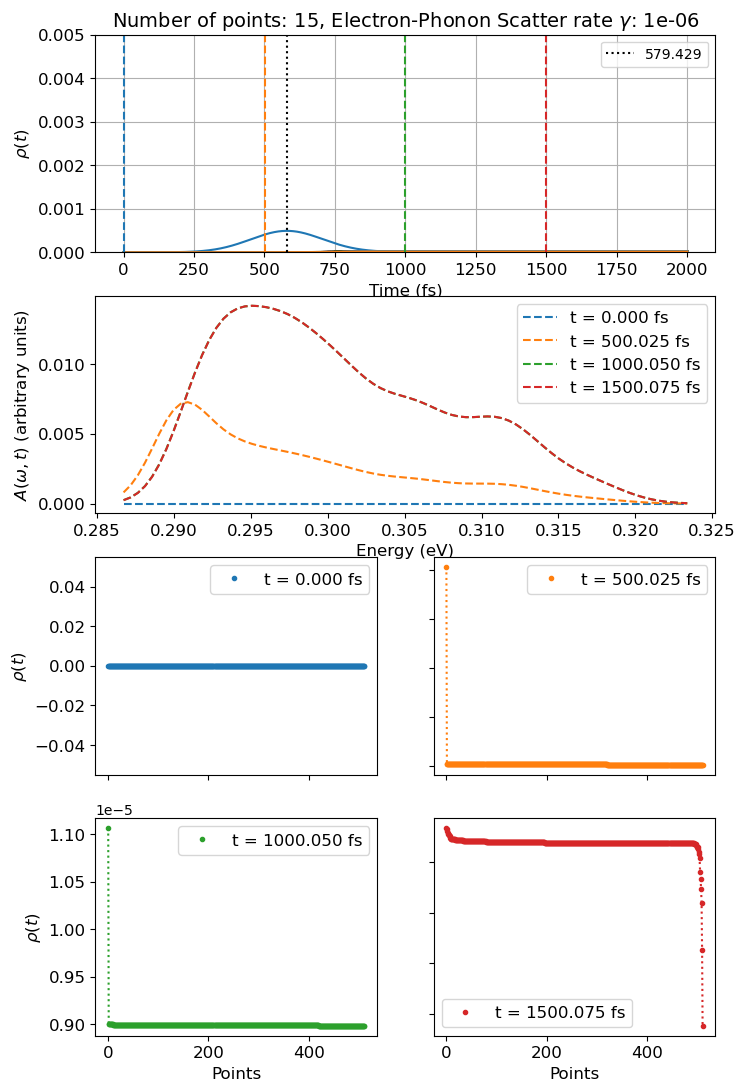 Number of points: 15, Electron-Phonon Scatter rate γ: 1e-06
0.005
0.004
0.003
0.002
0.001
0.000
ρ(t)
579.429
0 250 500 750 1000 1250 1500 1750 2000
Time (fs)
0.010
0.005
0.000
A(ω, t) (arbitrary units)
t = 0.000 fs
t = 500.025 fs
t = 1000.050 fs
t = 1500.075 fs
0.285 0.290 0.295 0.300 0.305 0.310 0.315 0.320 0.325
Energy (eV)
0.04
0.02
0.00
−0.02
−0.04
ρ(t)
t = 0.000 fs
t = 500.025 fs
1e−5
1.10
1.05
1.00
0.95
0.90
ρ(t)
t = 1000.050 fs
0 200 400
Points
t = 1500.075 fs
0 200 400
Points